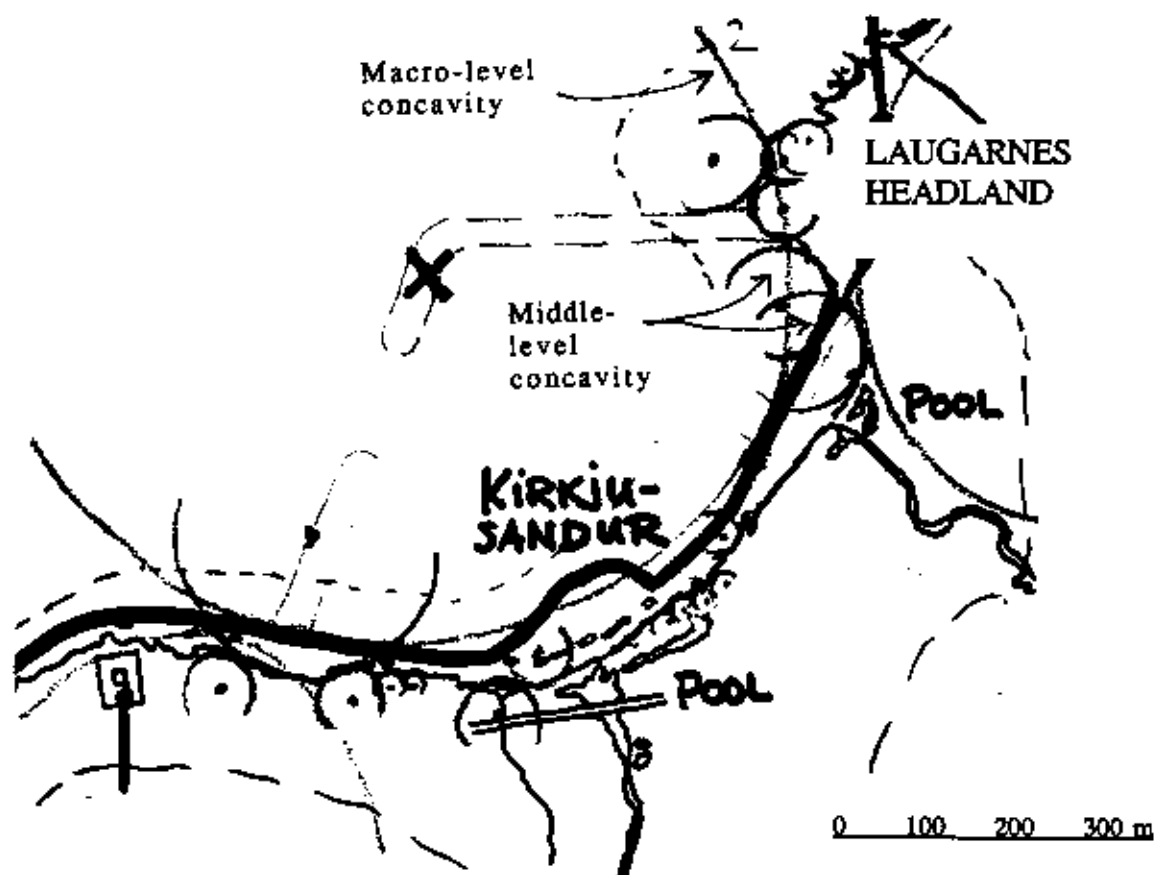 Macro-level
concavity
LAUGARNES
HEADLAND
Middle-
level
concavity
POOL
KiRKJU-
SANDUR
POOL
0 100 200 300 m